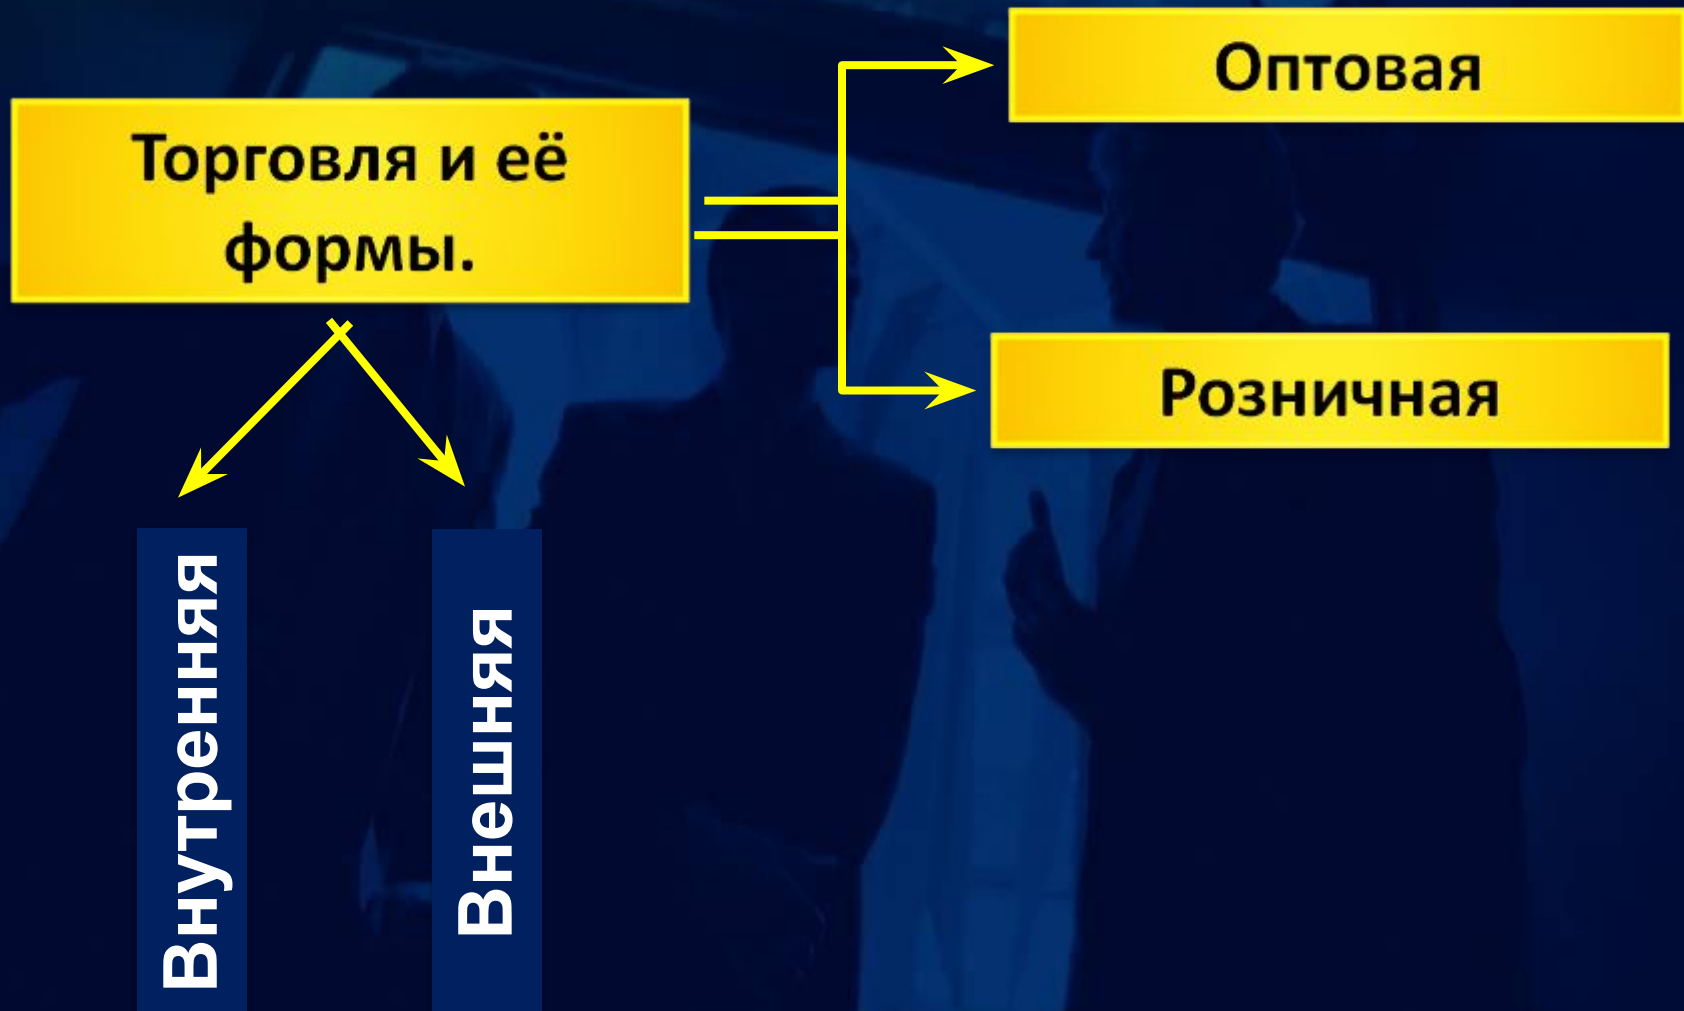 Оптовая
Торговля и её
формы.
Розничная
Внутренняя
Внешняя